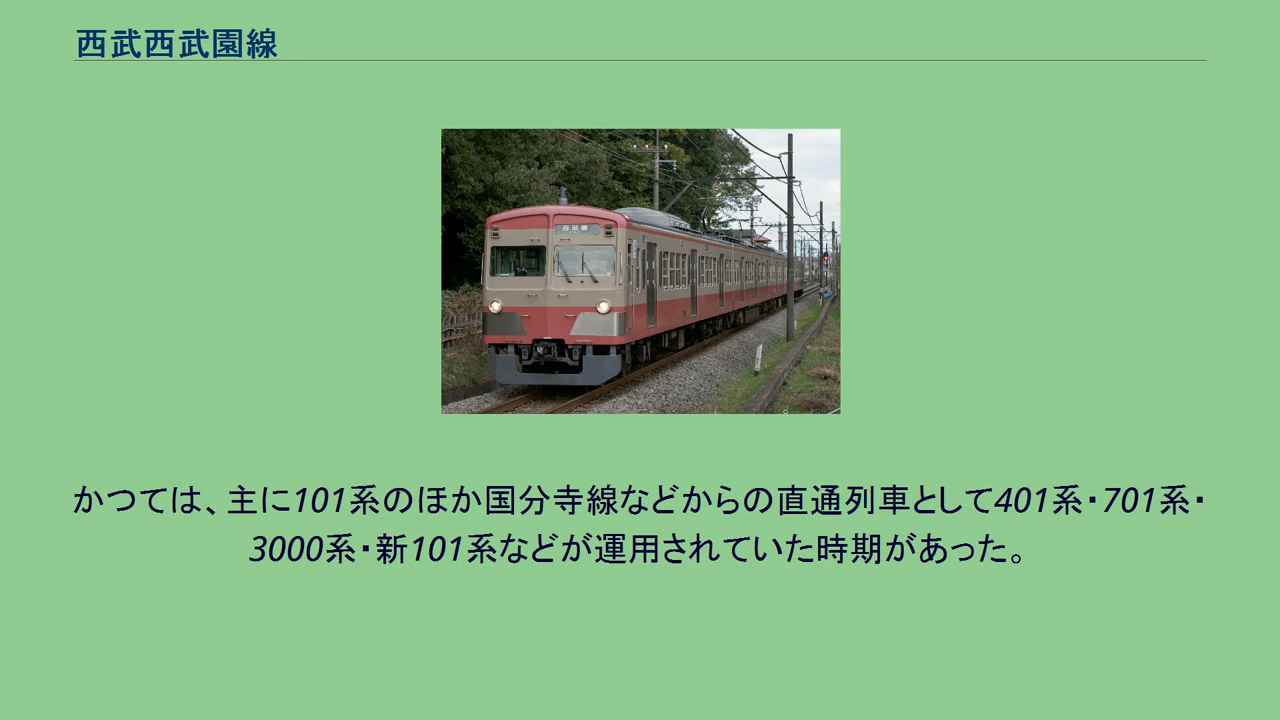 西武西武園線
かつては、主に101系のほか国分寺線などからの直通列車として401系・701系・
3000系・新101系などが運用されていた時期があった。